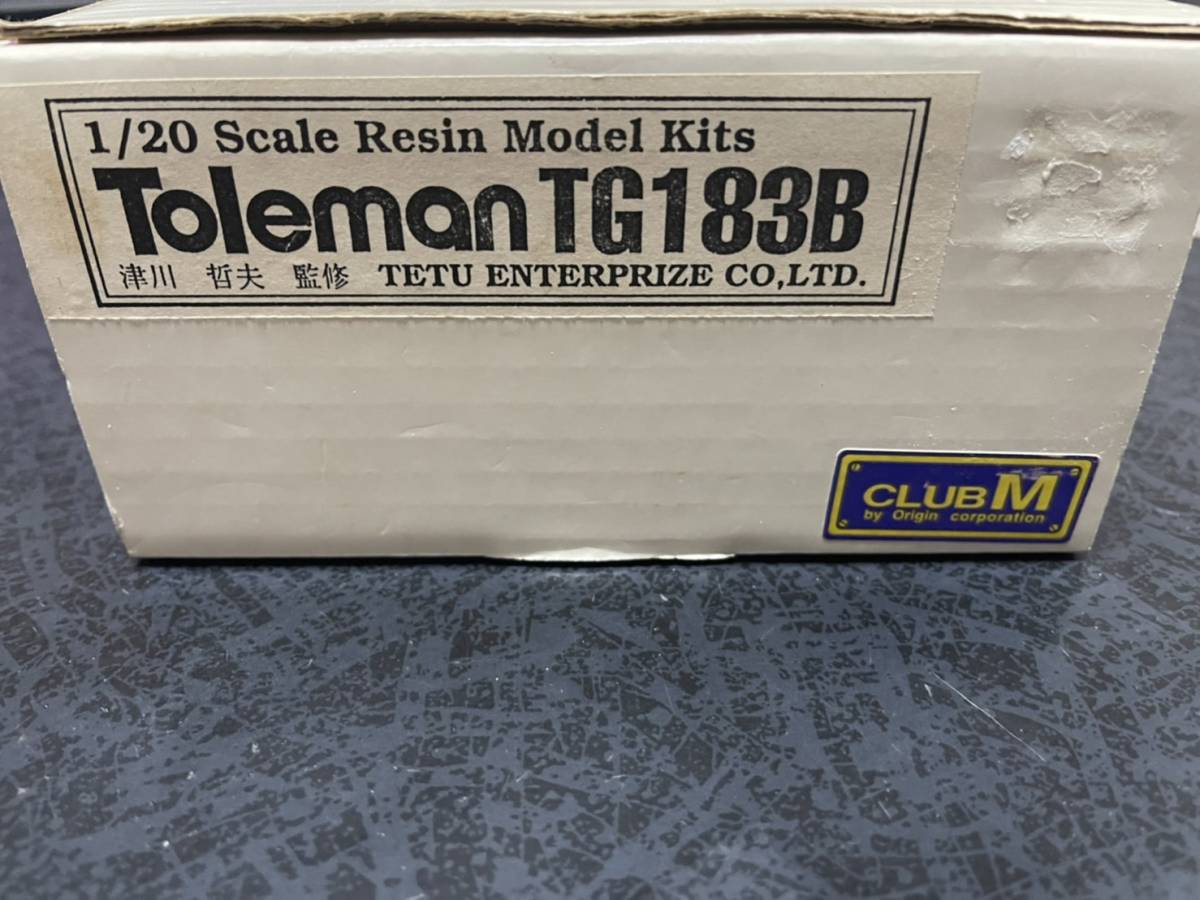 1/20 Scale Resin Model Kits
Toleman TG183B
津川 哲夫 監修 TETU ENTERPRIZE CO,LTD.
CLUB M
by Origin corporation